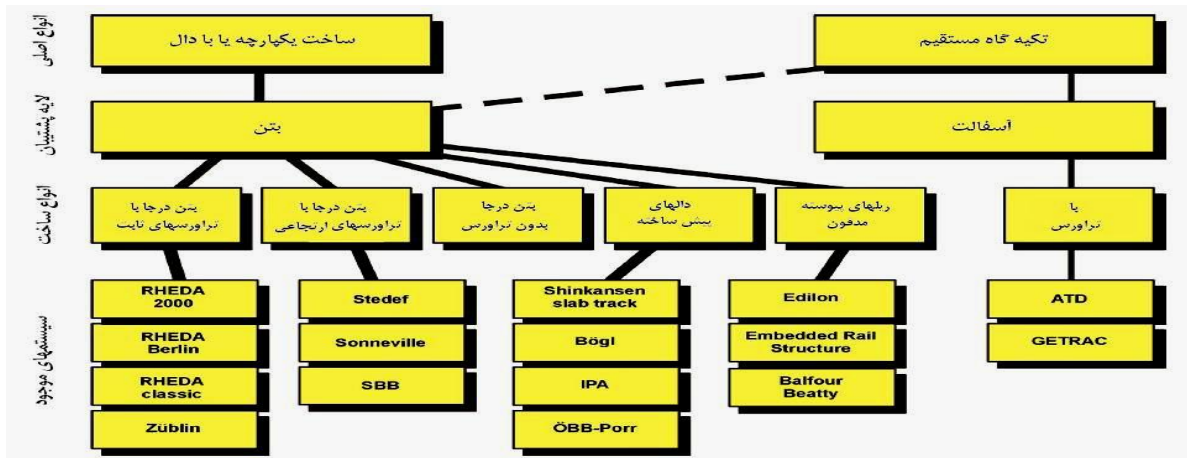 انواع اصلی
ساخت یکپارچه یا با دال
تکیه گاه مستقیم
لایه پشتیبان
بتن
آسفالت
انواع ساخت
بتن درجا با
تراورسهای ثابت
بتن درجا با
تراورسهای ارتجاعی
بتن درجا
بدون تراورس
دالهای
پیش ساخته
ریلهای پیوسته
مدفون
با
تراورس
سیستمهای موجود
RHEDA
2000
RHEDA
Berlin
RHEDA
classic
Züblin
Stedef
Sonneville
SBB
Shinkansen
slab track
Bögl
IPA
ÖBB-Porr
Edilon
Embedded Rail
Structure
Balfour
Beatty
ATD
GETRAC